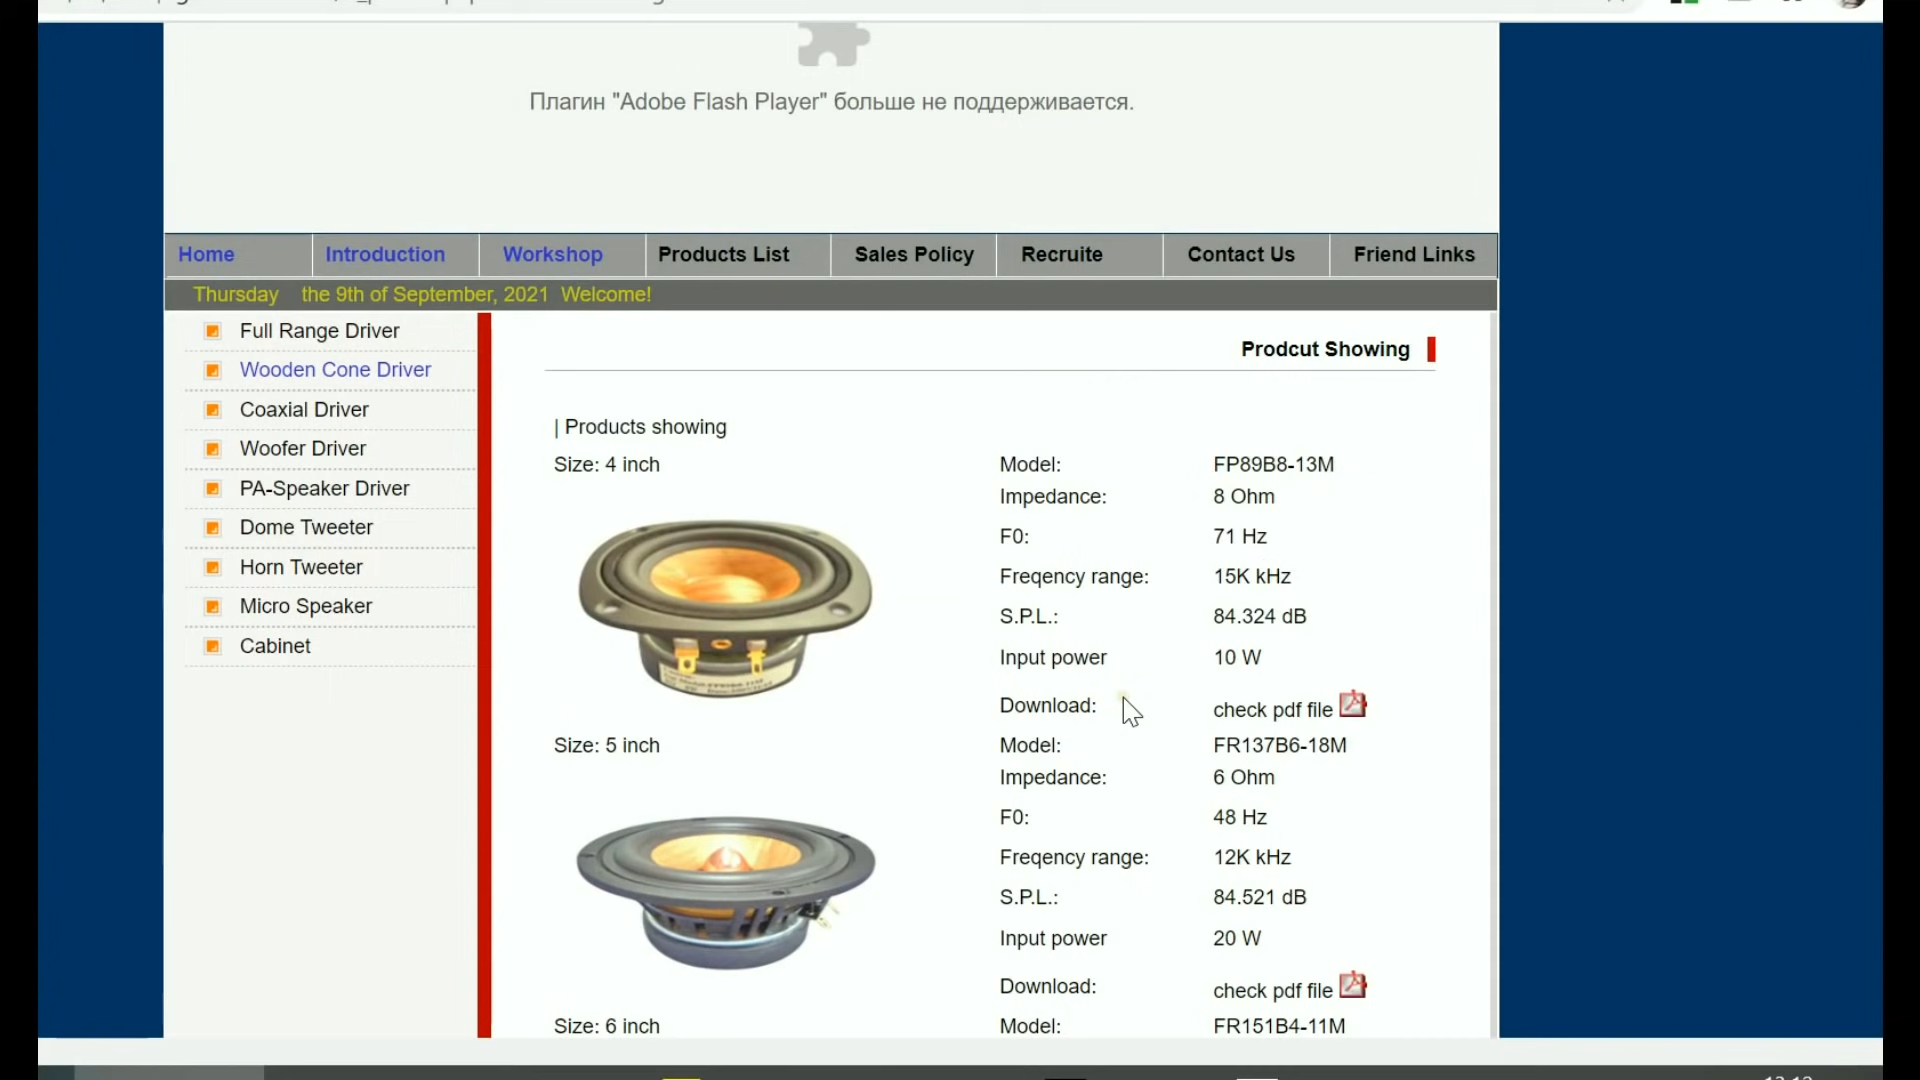 Плагин "Adobe Flash Player" больше не поддерживается.
Home Introduction Workshop Products List Sales Policy Recruite Contact Us Friend Links
Thursday the 9th of September, 2021 Welcome!
Full Range Driver
Wooden Cone Driver
Coaxial Driver
Woofer Driver
PA-Speaker Driver
Dome Tweeter
Horn Tweeter
Micro Speaker
Cabinet
Prodcut Showing
| Products showing
Size: 4 inch
Model: FP89B8-13M
Impedance: 8 Ohm
F0: 71 Hz
Freqency range: 15K kHz
S.P.L.: 84.324 dB
Input power 10 W
Download: check pdf file
Size: 5 inch
Model: FR137B6-18M
Impedance: 6 Ohm
F0: 48 Hz
Freqency range: 12K kHz
S.P.L.: 84.521 dB
Input power 20 W
Download: check pdf file
Size: 6 inch
Model: FR151B4-11M